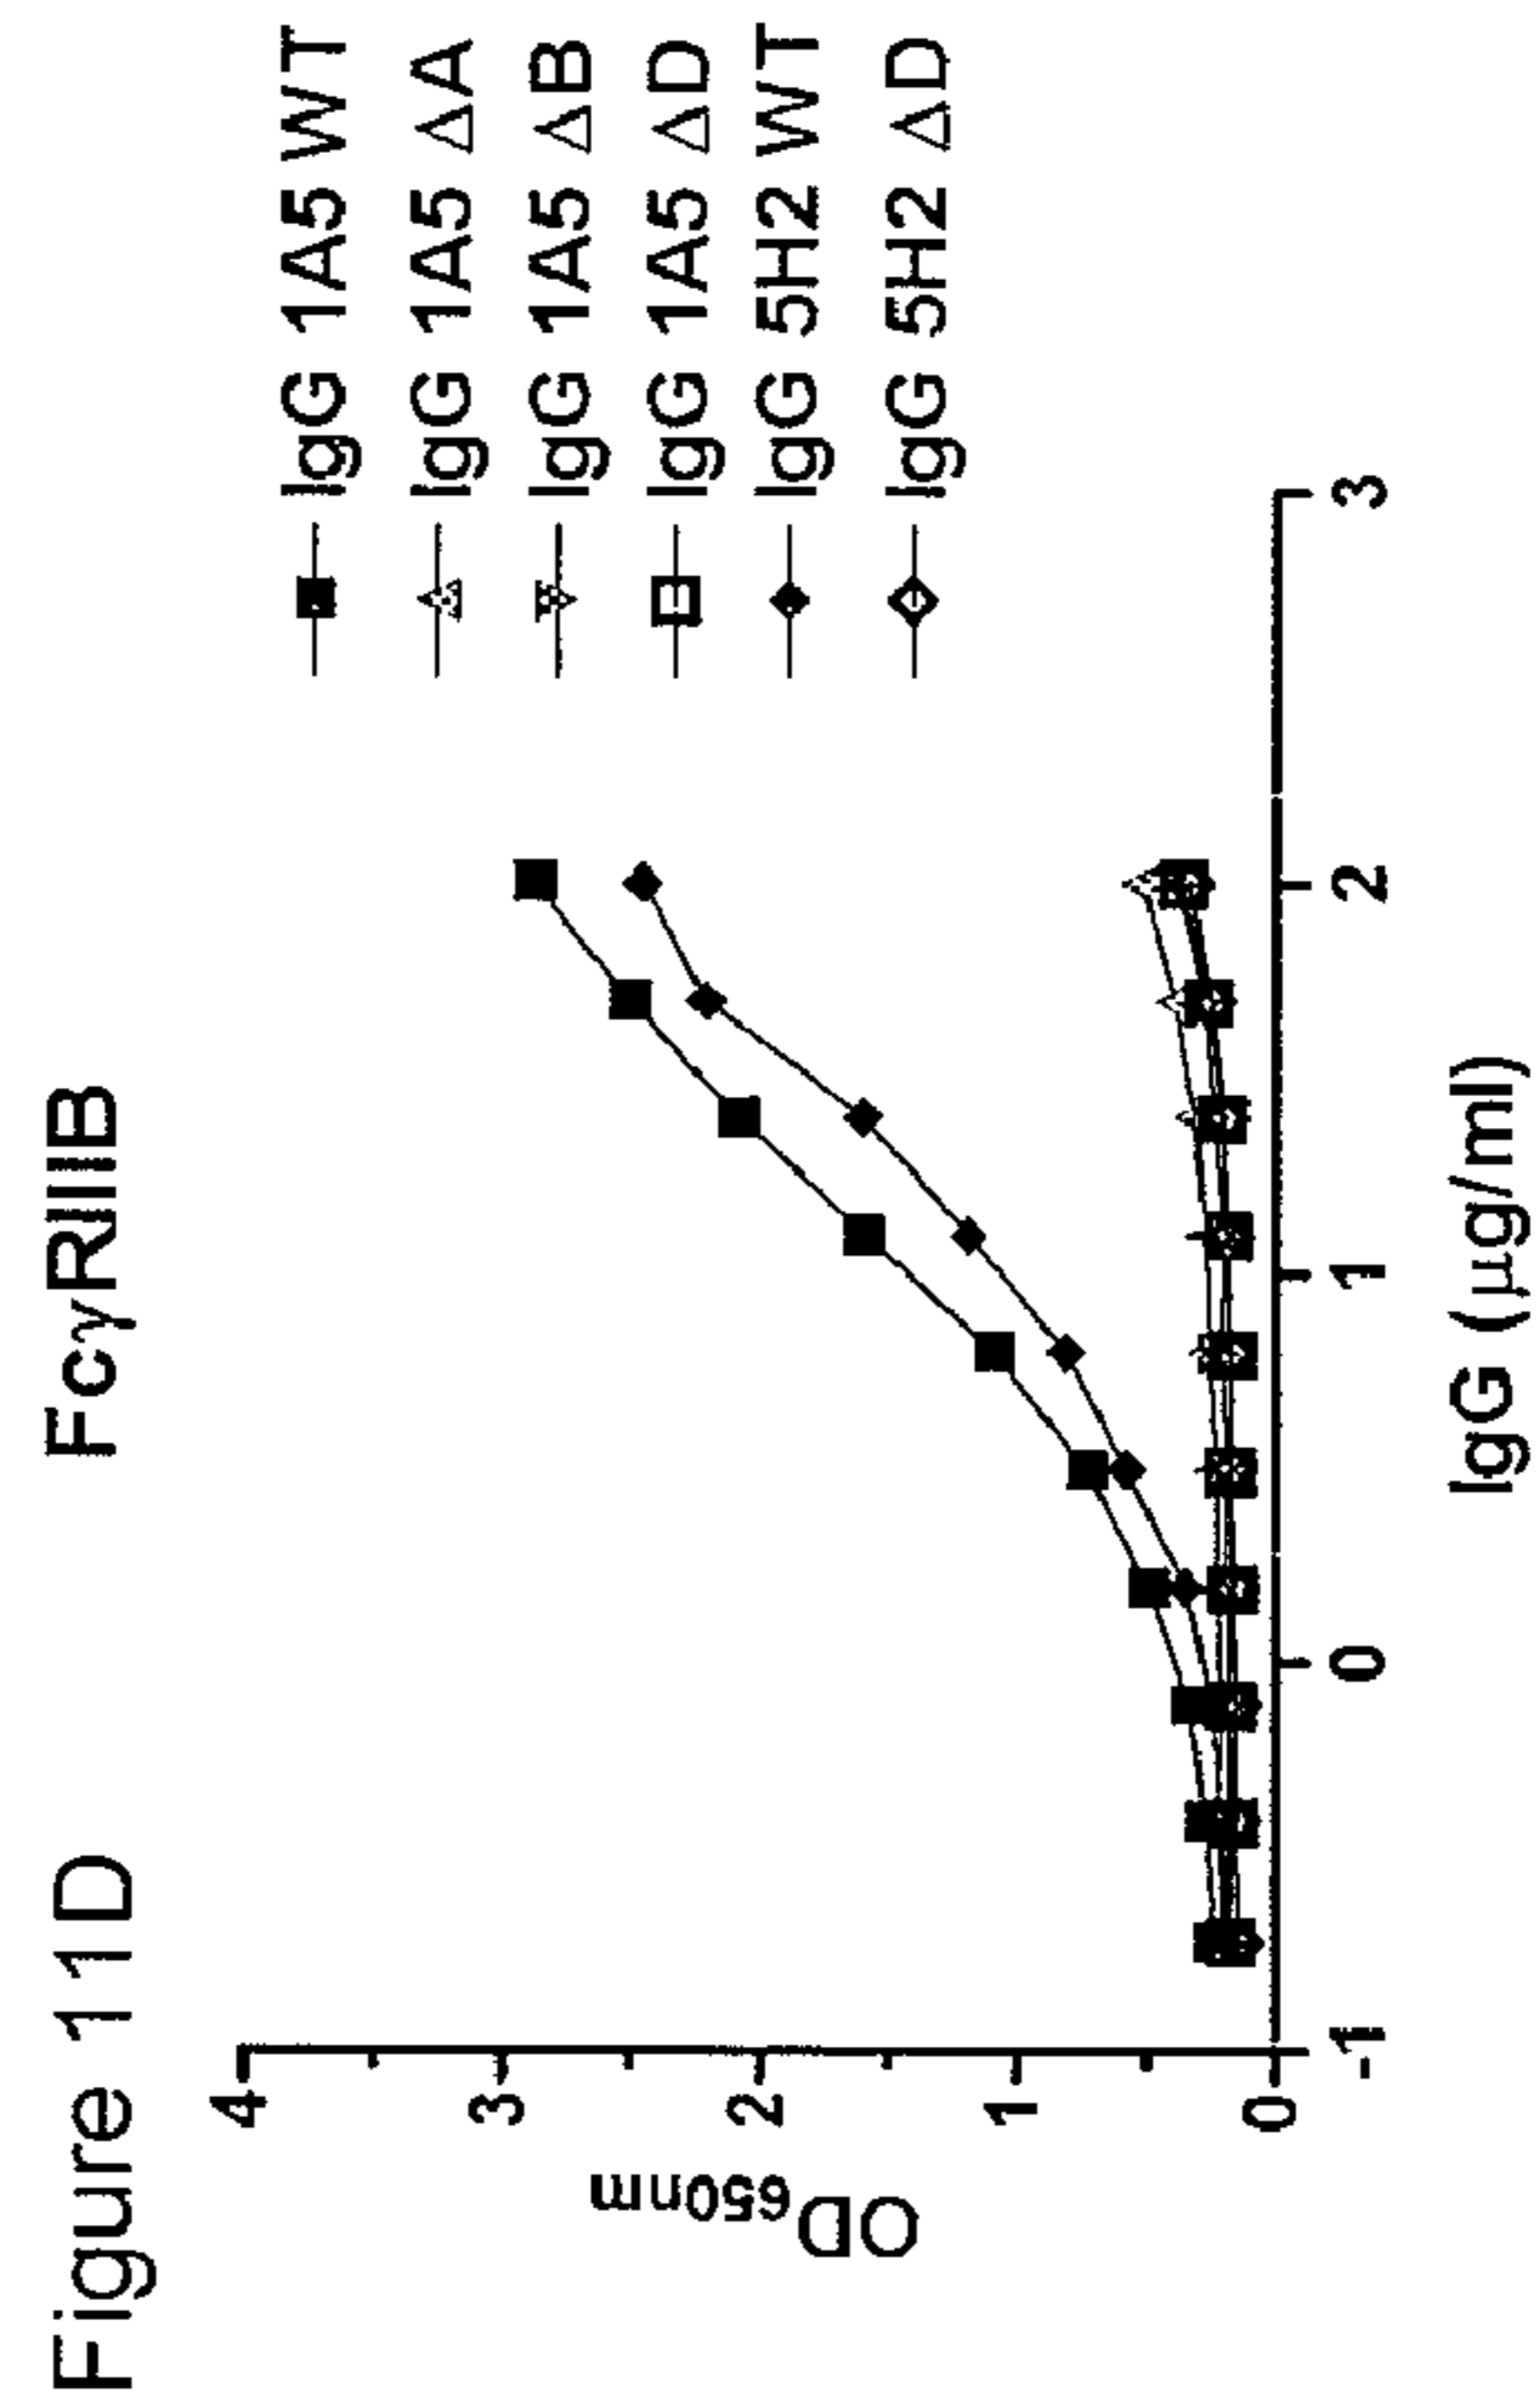 Figure 11D
FcγRIIIB
4
3
2
1
0
OD650nm
-1
0
1
2
3
IgG (μg/ml)
IgG 1A5 WT
IgG 1A5 ΔA
IgG 1A5 ΔB
IgG 1A5 ΔD
IgG 5H2 WT
IgG 5H2 ΔD